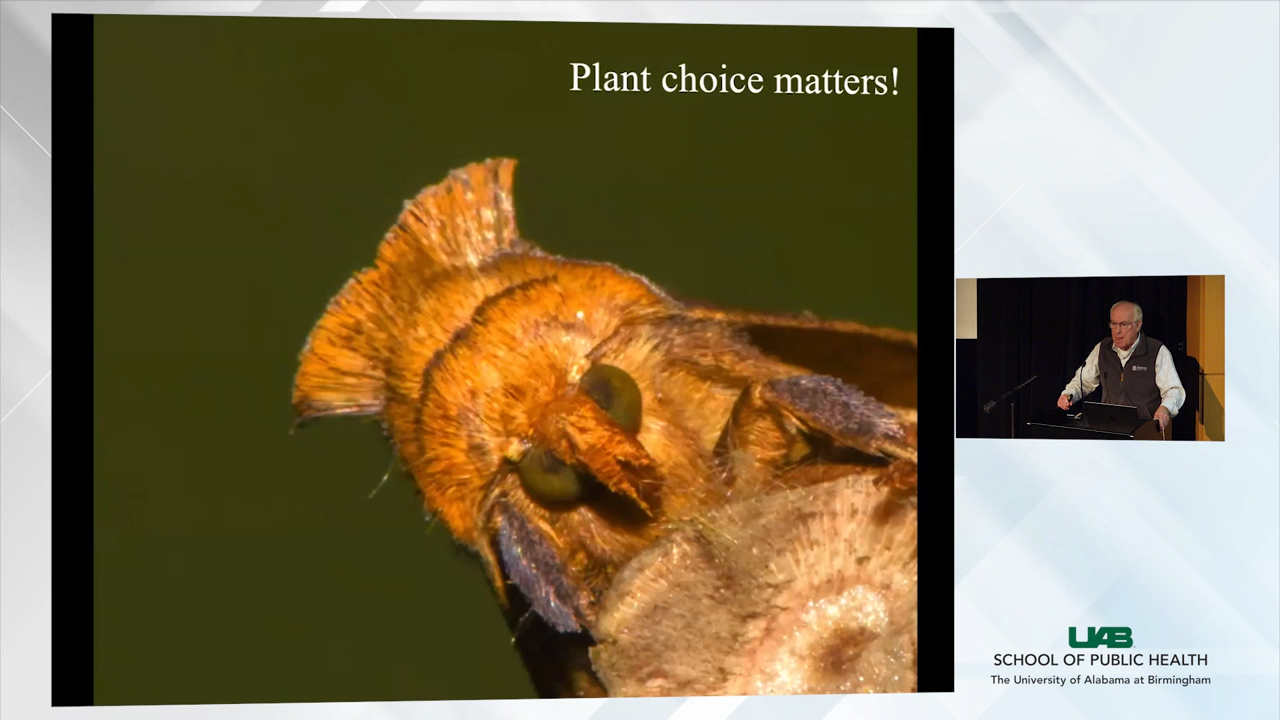 Plant choice matters!
UAB
SCHOOL OF PUBLIC HEALTH
The University of Alabama at Birmingham